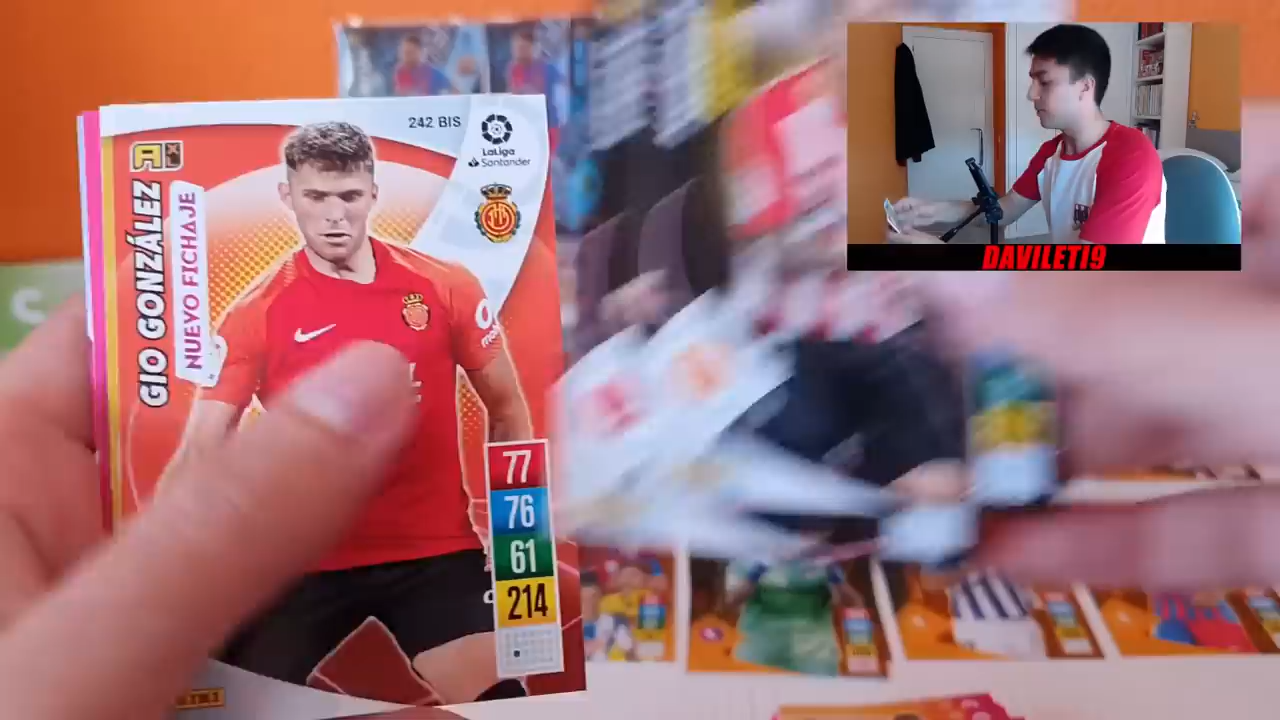 242 BIS
LaLiga
Santander
GIO GONZÁLEZ
NUEVO FICHAJE
77
76
61
214
DAVILET19